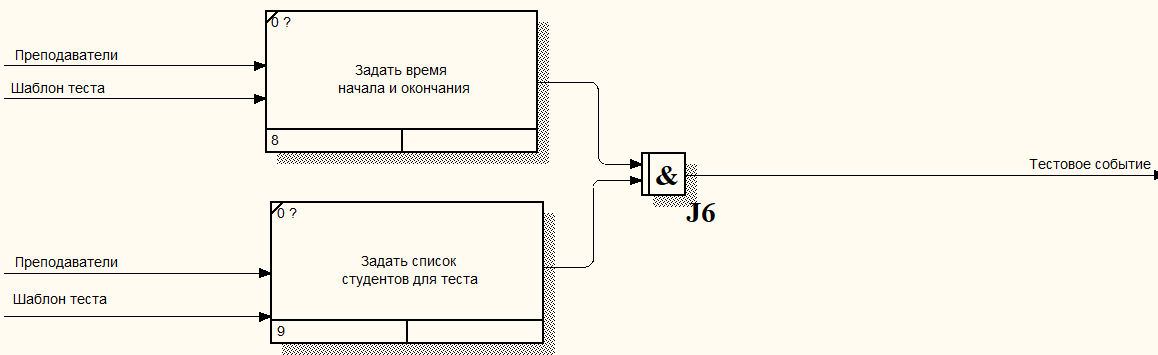 0 ?
Преподаватели
Шаблон теста
Задать время
начала и окончания
8
&
J6
Тестовое событие
0 ?
Преподаватели
Шаблон теста
Задать список
студентов для теста
9